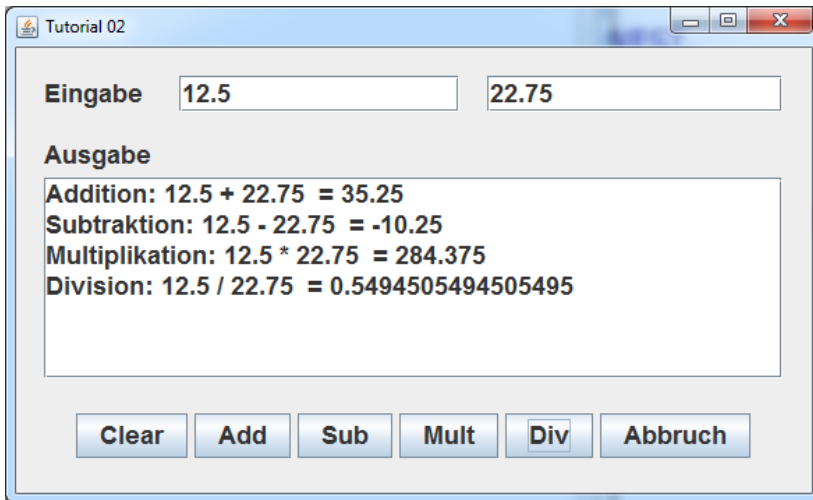 Tutorial 02
Eingabe 12.5 22.75
Ausgabe
Addition: 12.5 + 22.75  = 35.25
Subtraktion: 12.5 - 22.75  = -10.25
Multiplikation: 12.5 * 22.75  = 284.375
Division: 12.5 / 22.75  = 0.5494505494505495
Clear Add Sub Mult Div Abbruch